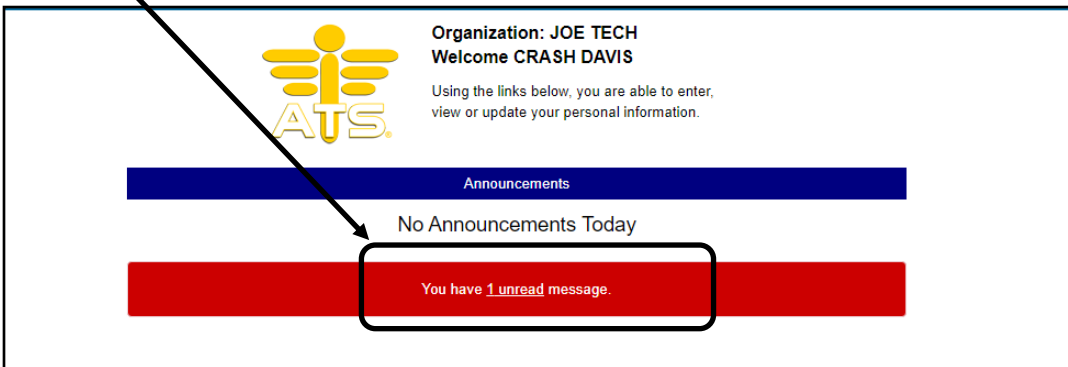 Organization: JOE TECH
Welcome CRASH DAVIS
Using the links below, you are able to enter,
view or update your personal information.
ATS.
Announcements
No Announcements Today
You have 1 unread message.